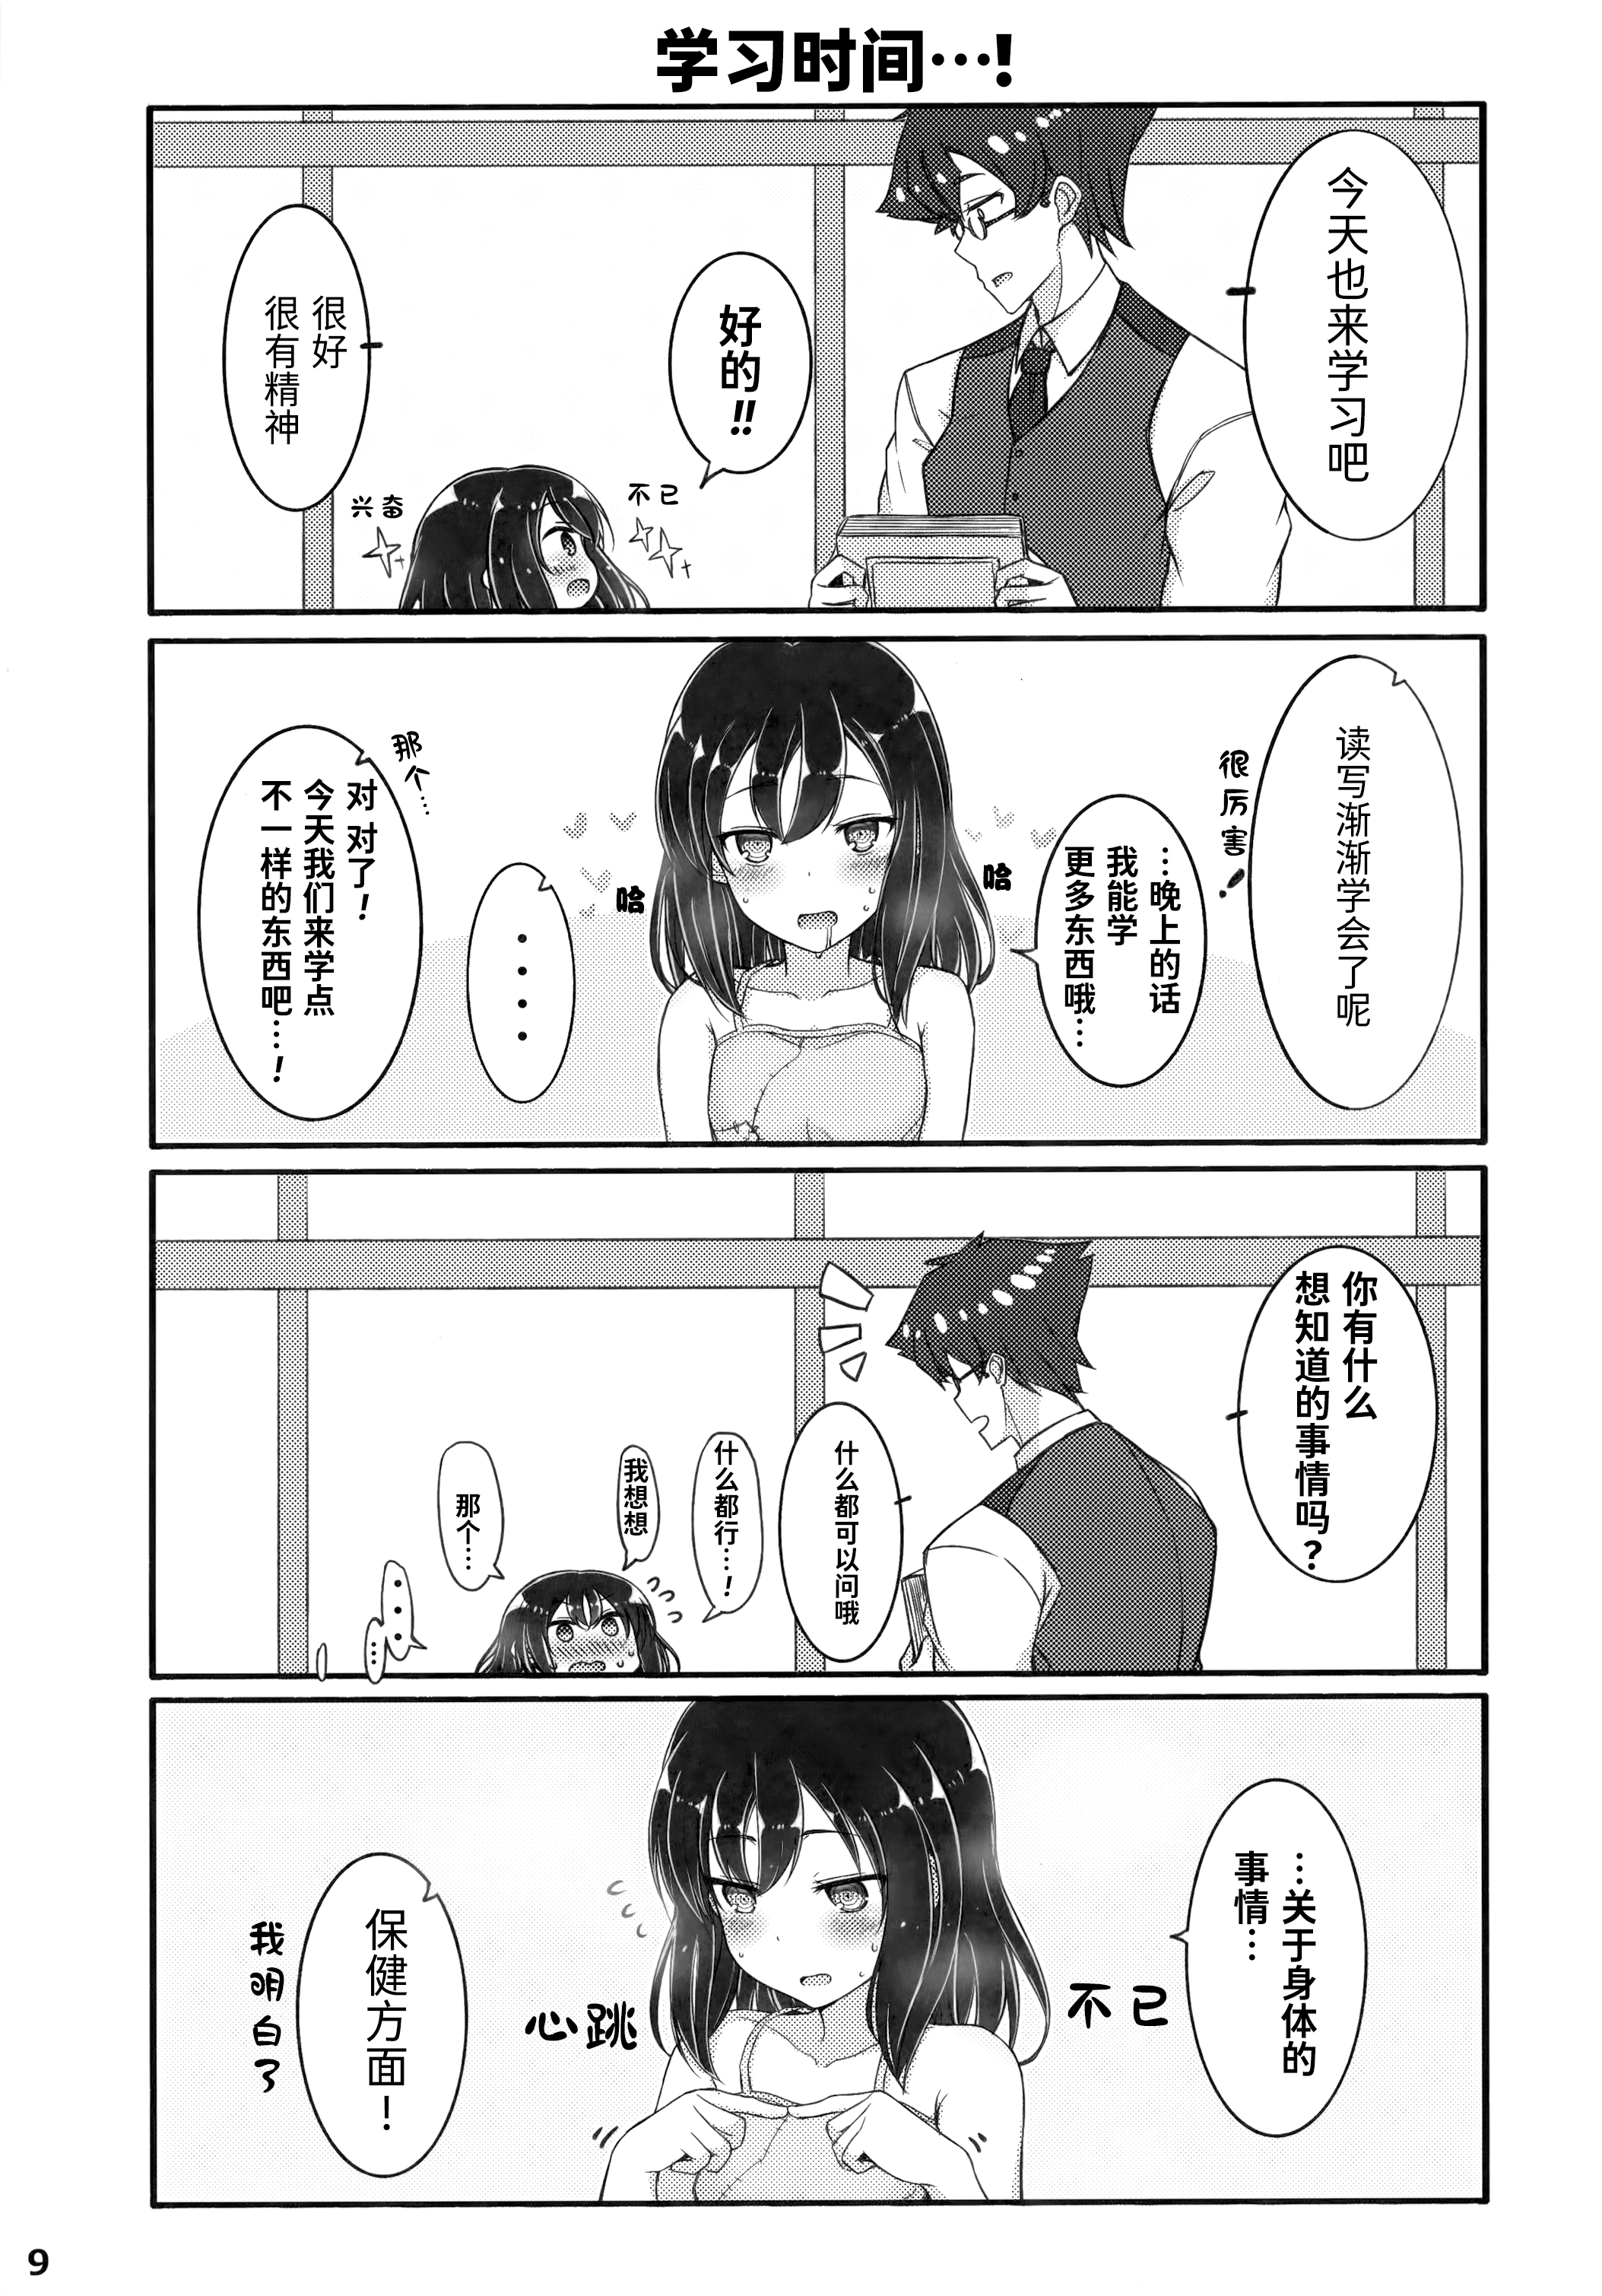 学习时间…!
今天也来学习吧
好的!!
不已
兴奋
很好
很有精神
读写渐渐学会了呢
很厉害!
…晚上的话
我能学
更多东西哦…
哈
哈
····
那个…
对 对了!
今天我们来学点
不一样的东西吧…!
你有什么
想知道的事情吗?
什么都可以问哦
什么都行…!
我想想
那个…
...
...
…关于身体的
事情…
不已
心跳
保健方面!
我明白了
9